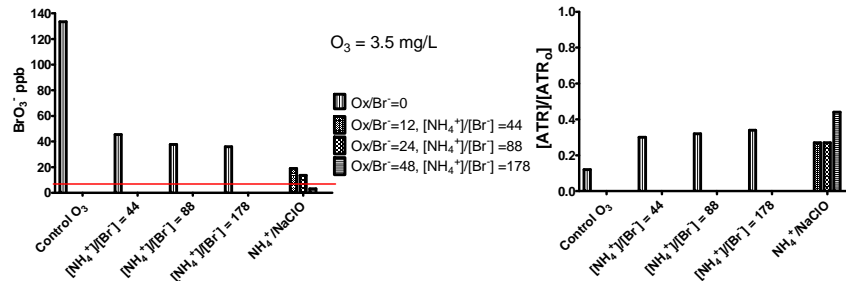 BrO₃⁻ ppb
140
120
100
80
60
40
20
0
Control O₃
[NH₄⁺]/[Br⁻] = 44
[NH₄⁺]/[Br⁻] = 88
[NH₄⁺]/[Br⁻] = 178
NH₄⁺/NaClO
O₃ = 3.5 mg/L
Ox/Br⁻=0
Ox/Br⁻=12, [NH₄⁺]/[Br⁻] =44
Ox/Br⁻=24, [NH₄⁺]/[Br⁻] =88
Ox/Br⁻=48, [NH₄⁺]/[Br⁻] =178
[ATR]/[ATR₀]
1.0
0.8
0.6
0.4
0.2
0.0
Control O₃
[NH₄⁺]/[Br⁻] = 44
[NH₄⁺]/[Br⁻] = 88
[NH₄⁺]/[Br⁻] = 178
NH₄⁺/NaClO